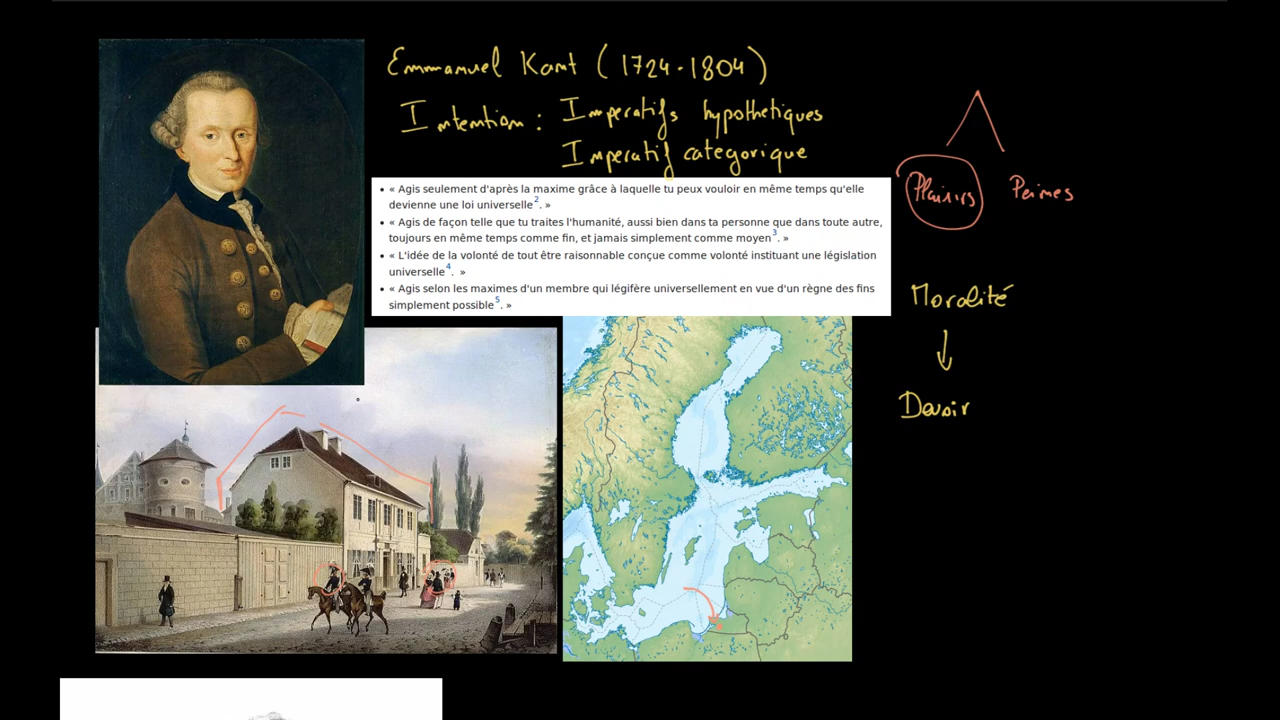 Emmanuel Kant (1724-1804)
Intention : Imperatifs hypothetiques
Imperatif categorique
• « Agis seulement d'après la maxime grâce à laquelle tu peux vouloir en même temps qu'elle
devienne une loi universelle2. »
• « Agis de façon telle que tu traites l'humanité, aussi bien dans ta personne que dans toute autre,
toujours en même temps comme fin, et jamais simplement comme moyen3. »
• « L'idée de la volonté de tout être raisonnable conçue comme volonté instituant une législation
universelle4. »
• « Agis selon les maximes d'un membre qui légifère universellement en vue d'un règne des fins
simplement possible5. »
Plaisirs Peines
Moralité
Devoir